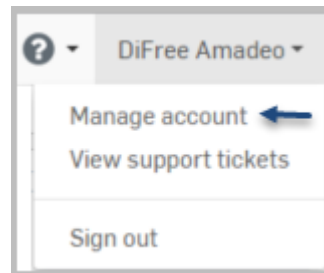 ? DiFree Amadeo
Manage account
View support tickets
Sign out